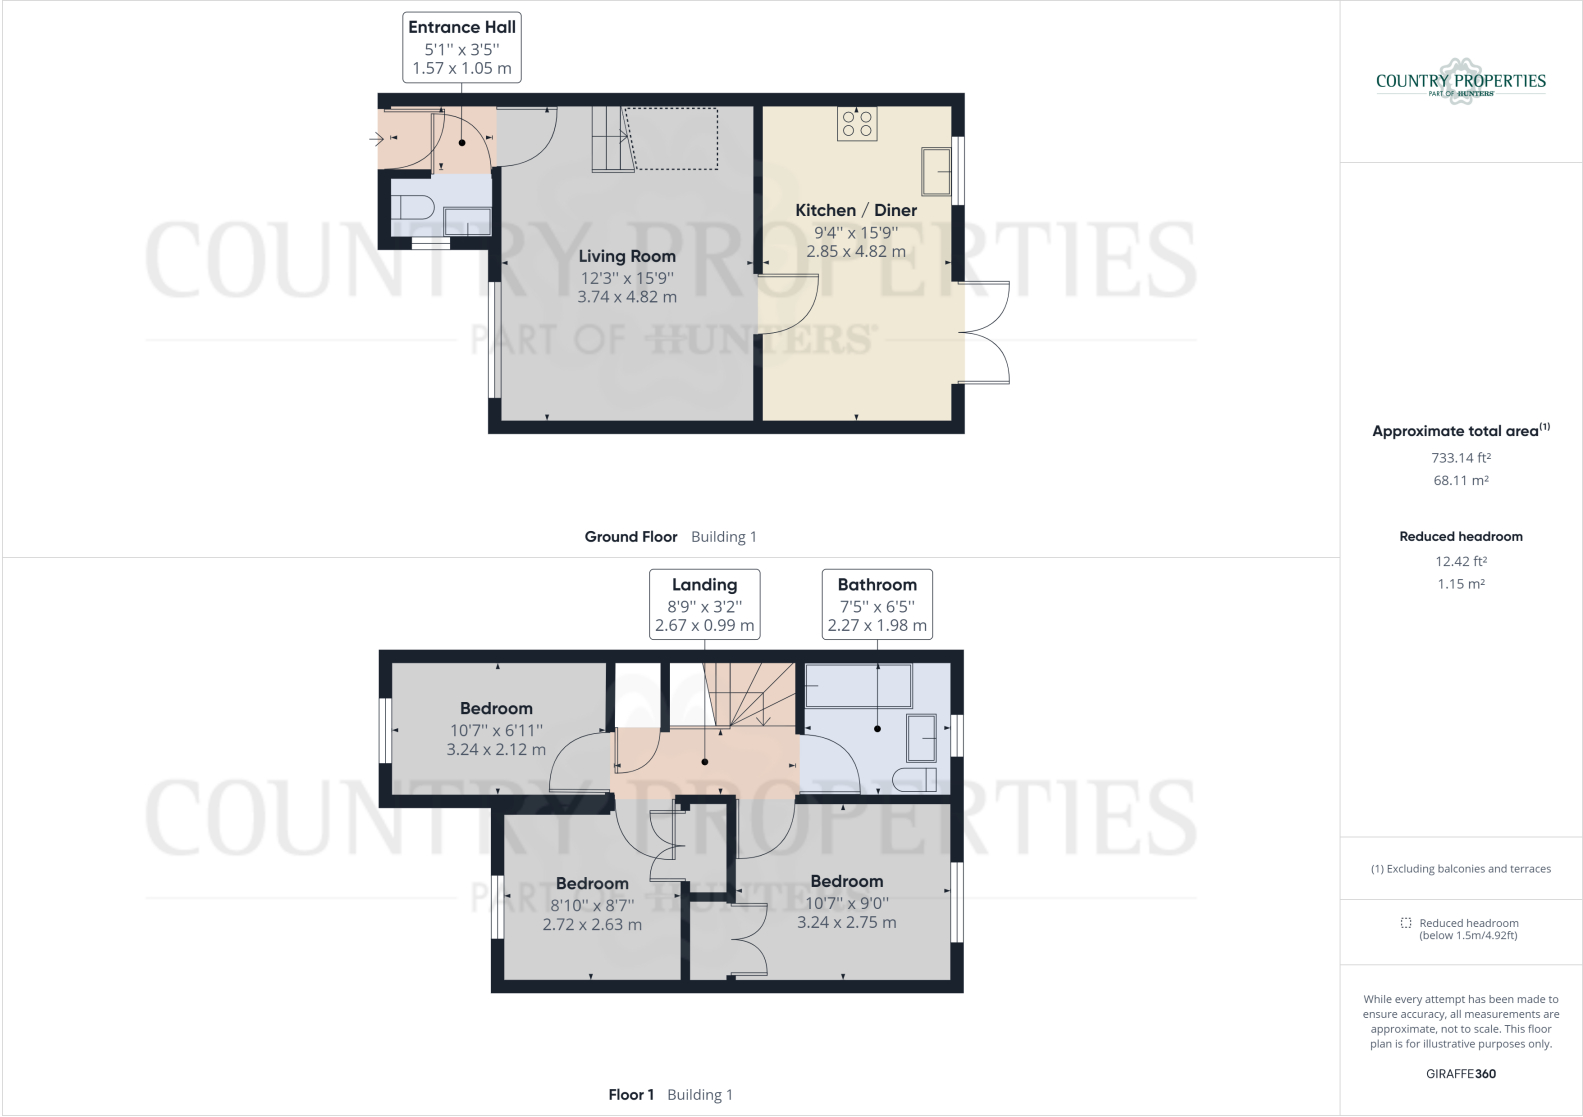 Entrance Hall
5'1'' x 3'5''
1.57 x 1.05 m
Living Room
12'3'' x 15'9''
3.74 x 4.82 m
Kitchen / Diner
9'4'' x 15'9''
2.85 x 4.82 m
COUNTRY PROPERTIES
PART OF HUNTERS®
Ground Floor Building 1
Landing
8'9'' x 3'2''
2.67 x 0.99 m
Bathroom
7'5'' x 6'5''
2.27 x 1.98 m
Bedroom
10'7'' x 6'11''
3.24 x 2.12 m
Bedroom
8'10'' x 8'7''
2.72 x 2.63 m
Bedroom
10'7'' x 9'0''
3.24 x 2.75 m
COUNTRY PROPERTIES
PART OF HUNTERS
Floor 1 Building 1
COUNTRY PROPERTIES
PART OF HUNTERS
Approximate total area(1)
733.14 ft²
68.11 m²
Reduced headroom
12.42 ft²
1.15 m²
(1) Excluding balconies and terraces
Reduced headroom
(below 1.5m/4.92ft)
While every attempt has been made to
ensure accuracy, all measurements are
approximate, not to scale. This floor
plan is for illustrative purposes only.
GIRAFFE360